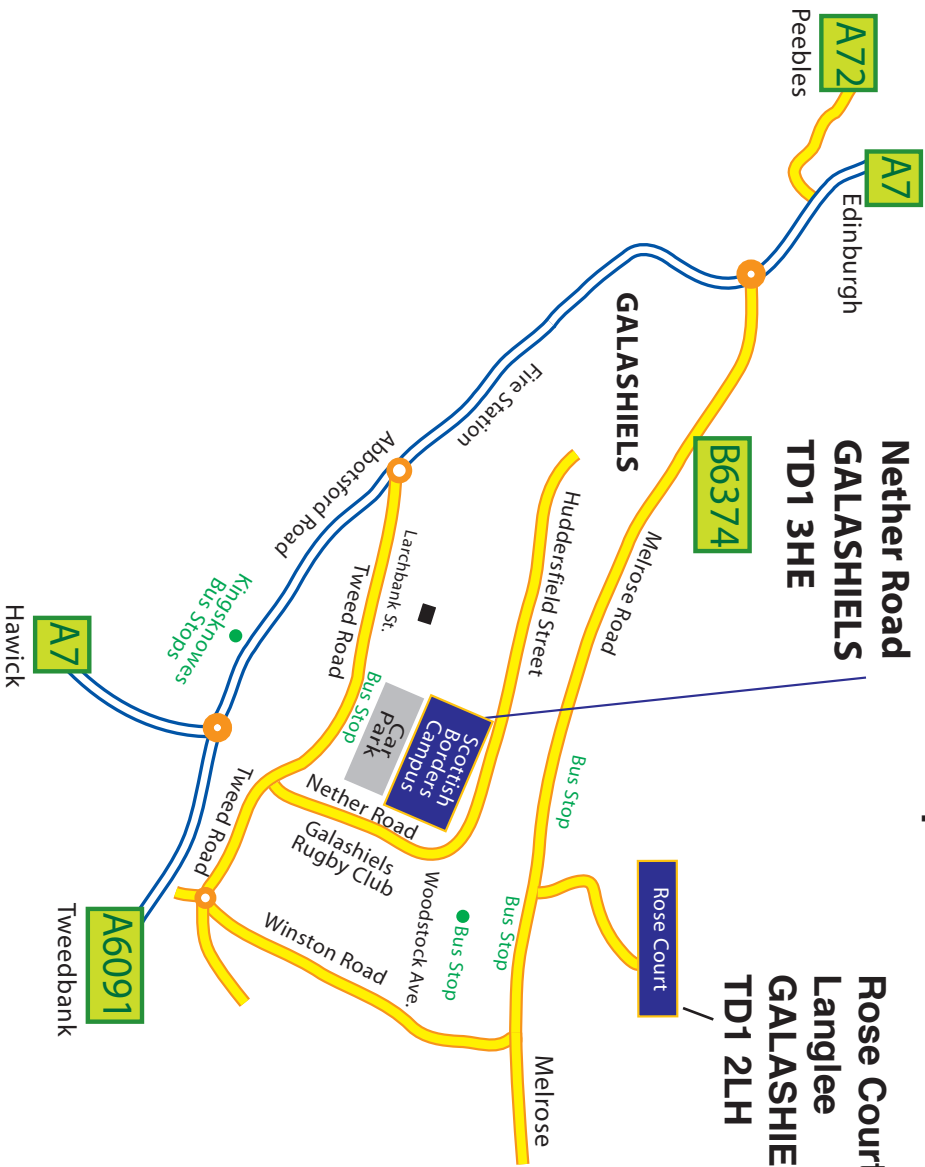 Nether Road
GALASHIELS
TD1 3HE
Rose Court
Langlee
GALASHIE
TD1 2LH
A7
Edinburgh
A72
Peebles
B6374
GALASHIELS
Melrose Road
Bus Stop
Rose Court
Bus Stop
Melrose
Huddersfield Street
Fire Station
Abbotsford Road
Larchbank St.
Tweed Road
Bus Stop
Scottish
Borders
Campus
Car
Park
Nether Road
Galashiels
Rugby Club
Woodstock Ave.
Bus Stop
Winston Road
Kingsknowes
Bus Stops
Tweed Road
A7
Hawick
A6091
Tweedbank